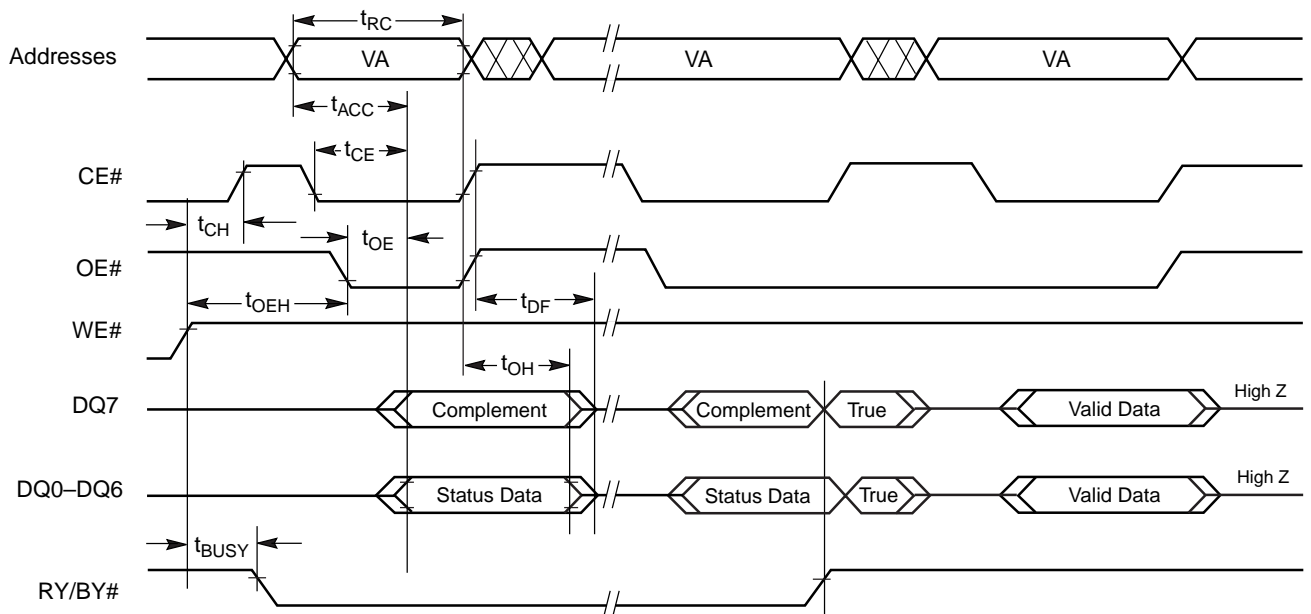 tRC
Addresses VA VA VA
tACC
tCE
CE#
tCH tOE
OE#
tOEH tDF
WE#
tOH
DQ7 Complement Complement True Valid Data High Z
DQ0–DQ6 Status Data Status Data True Valid Data High Z
tBUSY
RY/BY#